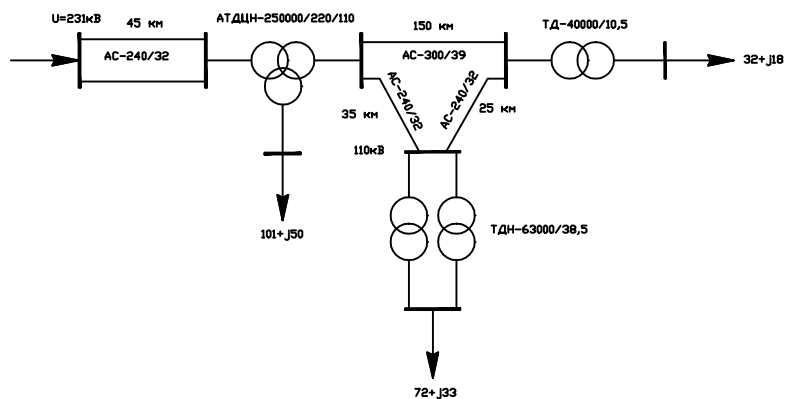 U=231кВ
45 км
АС-240/32
АТДЦН-250000/220/110
150 км
АС-300/39
ТД-40000/10,5
32+j18
35 км
АС-240/32
АС-240/32
25 км
110кВ
101+j50
ТДН-63000/38,5
72+j33